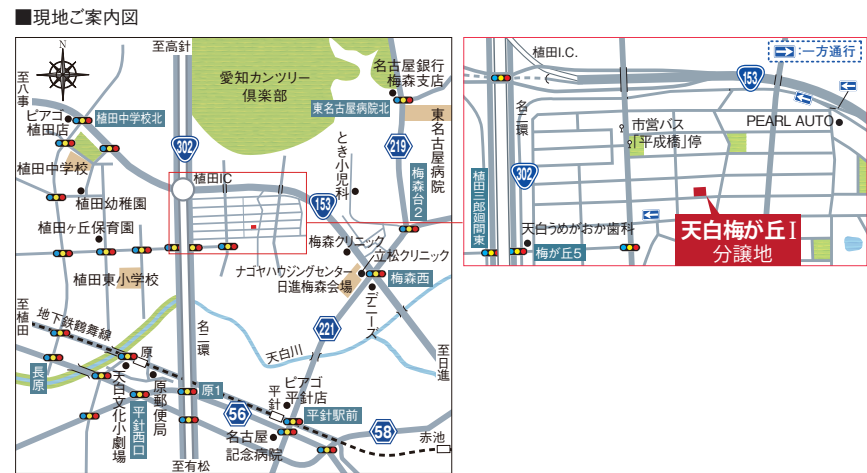 ■現地ご案内図
N
至高針
至八事
ピアゴ
植田店
植田中学校北
愛知カンツリー
倶楽部
名古屋銀行
梅森支店
東名古屋病院北
東名古屋病院
302
219
植田中学校
とき小児科
植田IC
梅森台2
植田幼稚園
153
植田ヶ丘保育園
梅森クリニック
立松クリニック
ナゴヤハウジングセンター
日進梅森会場
梅森西
植田東小学校
デニーズ
至植田
地下鉄鶴舞線
名二環
221
天白川
至日進
原
長原
天白文化小劇場
原郵便局
平針西口
原1
56
平針
ピアゴ
平針店
平針駅前
58
名古屋
記念病院
赤池
至有松
植田I.C.
:一方通行
153
名二環
市営バス
「平成橋」停
PEARL AUTO
植田三郎廻間東
302
天白うめがおか歯科
梅が丘5
天白梅が丘I
分譲地